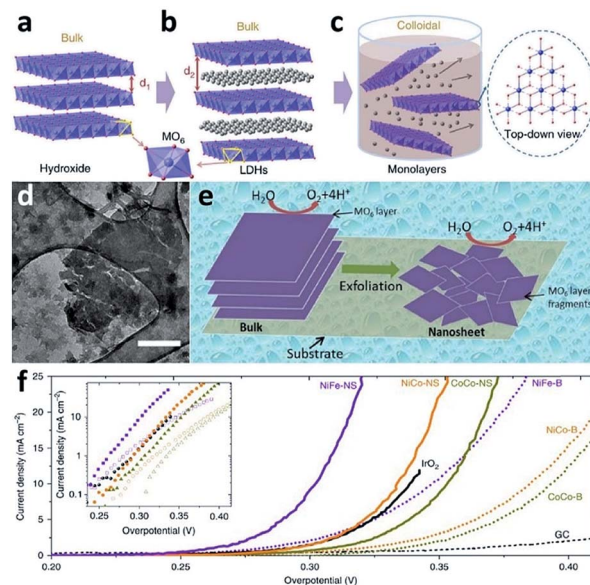 a
Bulk
d₁
MO₆
Hydroxide
b
Bulk
d₂
LDHs
c
Colloidal
Top-down view
Monolayers
d
e
H₂O
O₂+4H⁺
MO₆ layer
H₂O
O₂+4H⁺
Exfoliation
Bulk
MO₆ layer
fragments
Nanosheet
Substrate
f
Current density (mA cm⁻²)
25
20
15
10
5
0
0.20
0.25
0.30
0.35
0.40
Overpotential (V)
NiFe-NS
NiCo-NS
CoCo-NS
NiFe-B
NiCo-B
CoCo-B
IrO₂
GC
Current density (mA cm⁻²)
10
1
0.1
0.25
0.30
0.35
0.40
Overpotential (V)